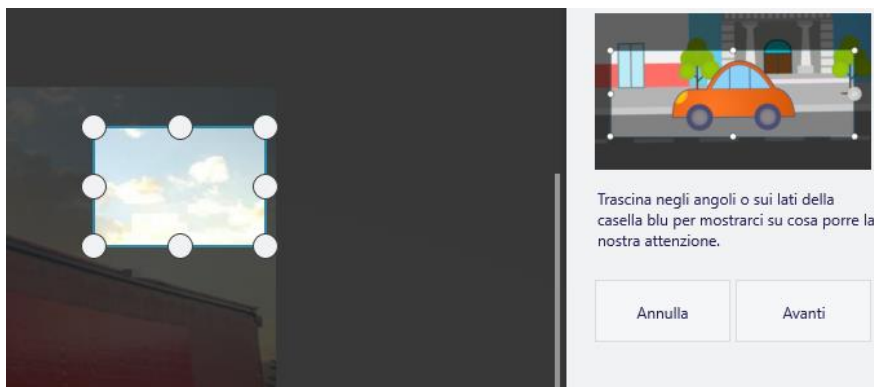 Trascina negli angoli o sui lati della
casella blu per mostrarci su cosa porre la
nostra attenzione.
Annulla
Avanti